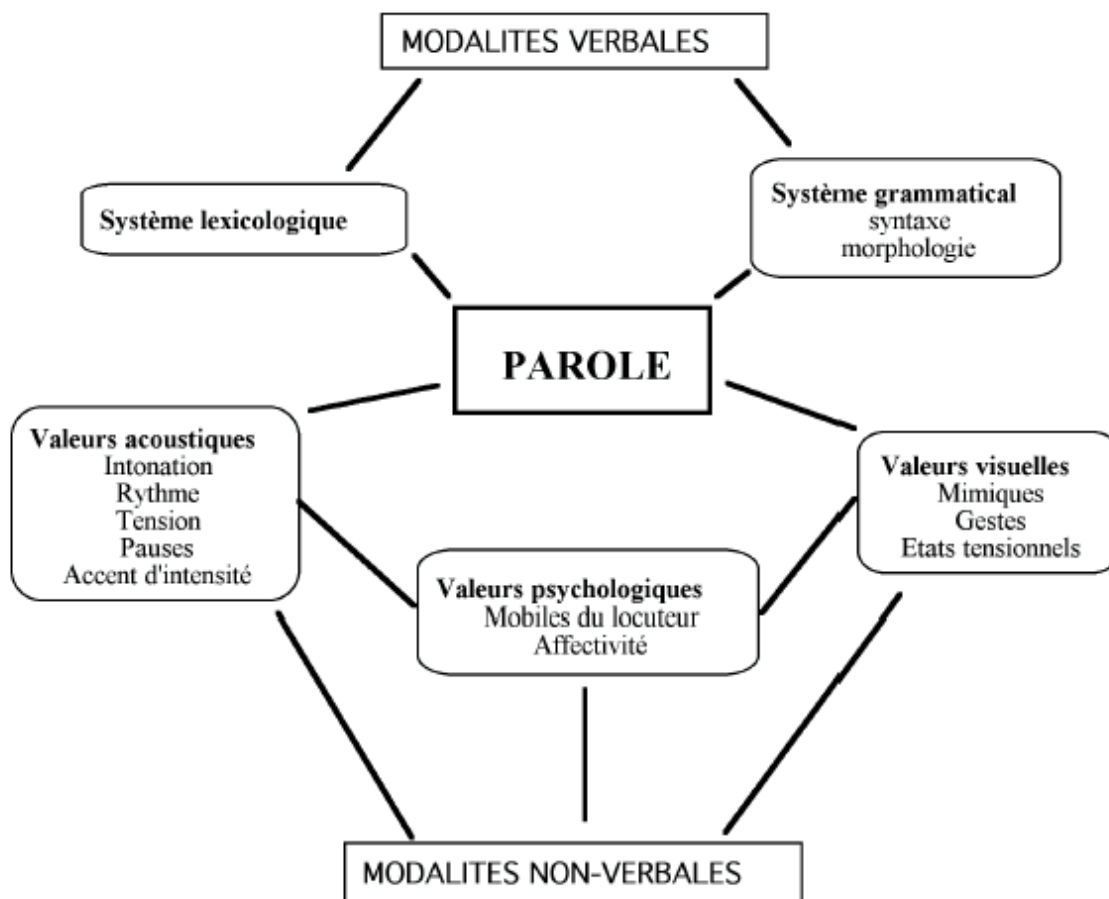 MODALITES VERBALES
Système lexicologique
Système grammatical
syntaxe
morphologie
PAROLE
Valeurs acoustiques
Intonation
Rythme
Tension
Pauses
Accent d'intensité
Valeurs visuelles
Mimiques
Gestes
Etats tensionnels
Valeurs psychologiques
Mobiles du locuteur
Affectivité
MODALITES NON-VERBALES